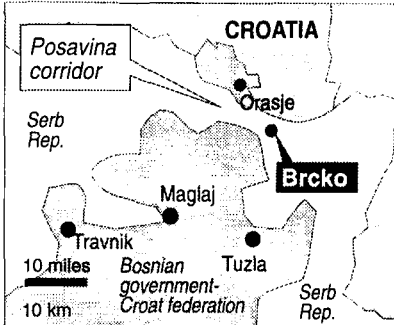 CROATIA
Posavina
corridor
Orasje
Serb
Rep.
Brcko
Maglaj
Travnik
Tuzla
10 miles
10 km
Bosnian
government-
Croat federation
Serb
Rep.